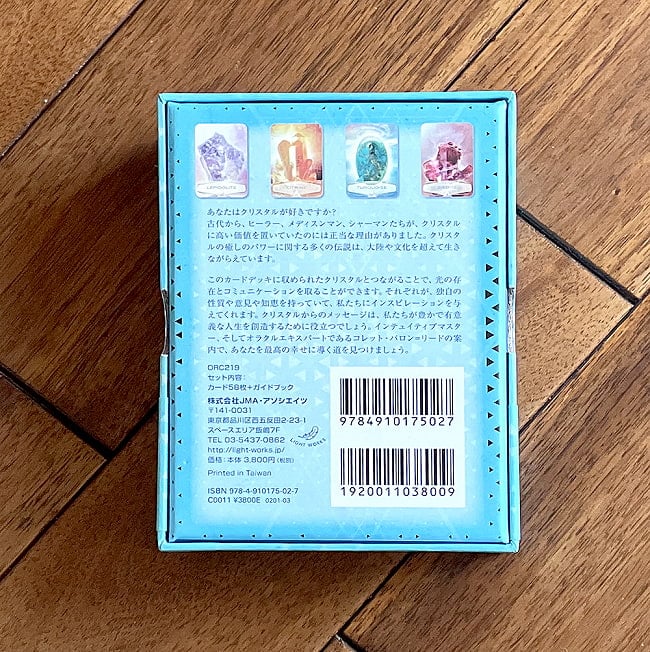 LEPIDOLITE
TURQUOISE
あなたはクリスタルが好きですか?
古代から、ヒーラー、メディスンマン、シャーマンたちが、クリスタル
に高い価値を置いていたのには正当な理由がありました。クリスタ
ルの癒しのパワーに関する多くの伝説は、大陸や文化を超えて生き
ながらえています。
このカードデッキに収められたクリスタルとつながることで、光の存
在とコミュニケーションを取ることができます。それぞれが、独自の
性質や意見や知恵を持っていて、私たちにインスピレーションを与
えてくれます。クリスタルからのメッセージは、私たちが豊かで有意
義な人生を創造するために役立つでしょう。インテュイティブマスタ
ー、そしてオラクルエキスパートであるコレット・バロン=リードの案
内で、あなたを最高の幸せに導く道を見つけましょう。
ORC219
セット内容:
カード56枚+ガイドブック
株式会社JMA・アソシエイツ
〒141-0031
東京都品川区西五反田2-23-1
スペースエリア飯嶋7F
TEL 03-5437-0862
http://light-works.jp/
価格:本体 3,800円(税別)
Printed in Taiwan
ISBN 978-4-910175-02-7
C0011 ¥3800E 0201-03
LIGHT WORKS
9784910175027
1920011038009